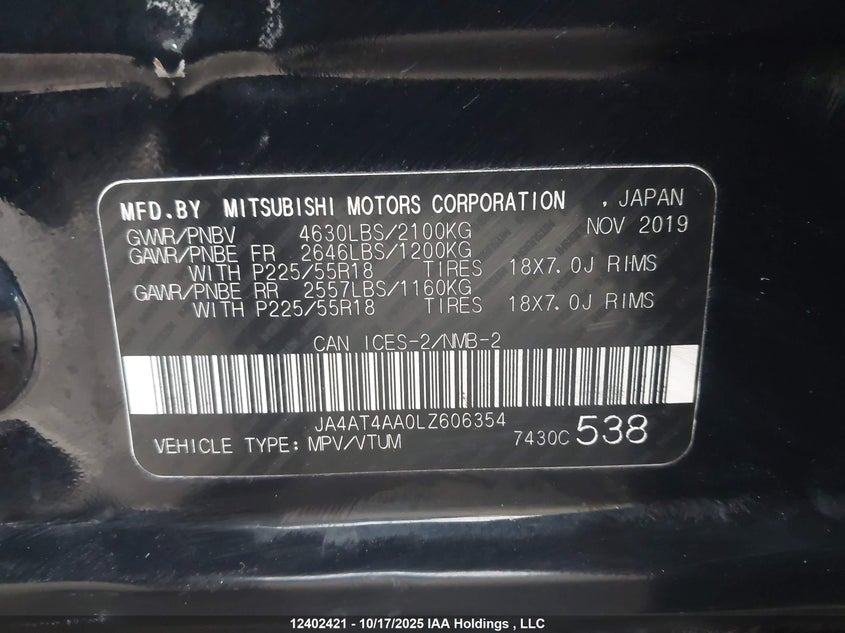 MFD.BY MITSUBISHI MOTORS CORPORATION , JAPAN
GVWR/PNBV 4630LBS/2100KG NOV 2019
GAWR/PNBE FR 2646LBS/1200KG
WITH P225/55R18 TIRES 18X7.0J RIMS
GAWR/PNBE RR 2557LBS/1160KG
WITH P225/55R18 TIRES 18X7.0J RIMS
CAN ICES-2/NMB-2
JA4AT4AA0LZ606354
VEHICLE TYPE: MPV/VTUM 7430C 538
12402421 - 10/17/2025 IAA Holdings , LLC